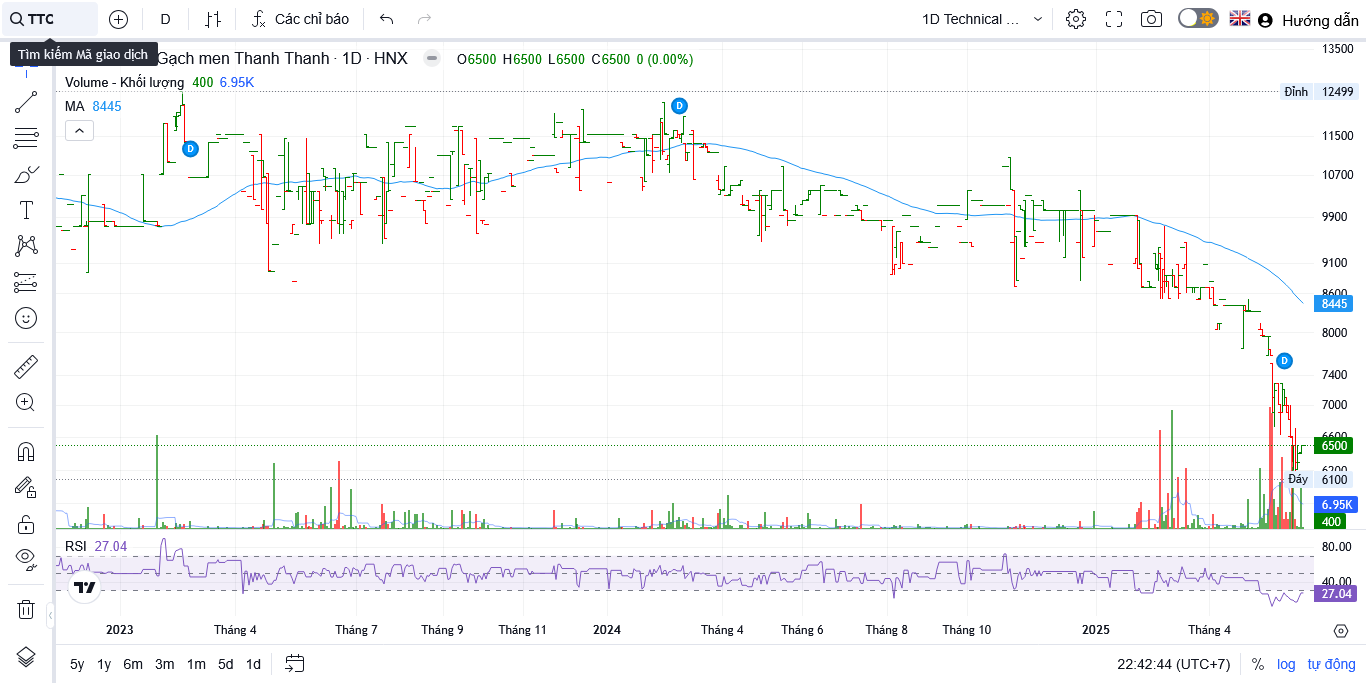 TTC D Các chỉ báo 1D Technical ... Hướng dẫn
Tìm kiếm Mã giao dịch
Gạch men Thanh Thanh · 1D · HNX O6500 H6500 L6500 C6500 0 (0.00%)
Volume - Khối lượng 400 6.95K
MA 8445
D
D
D
13500
Đỉnh 12499
11500
10700
9900
9100
8600
8445
8000
7400
7000
6600
6500
6200
Đáy 6100
6.95K
400
RSI 27.04
80.00
40.00
27.04
2023 Tháng 4 Tháng 7 Tháng 9 Tháng 11 2024 Tháng 4 Tháng 6 Tháng 8 Tháng 10 2025 Tháng 4
5y 1y 6m 3m 1m 5d 1d 22:42:44 (UTC+7) % log tự động